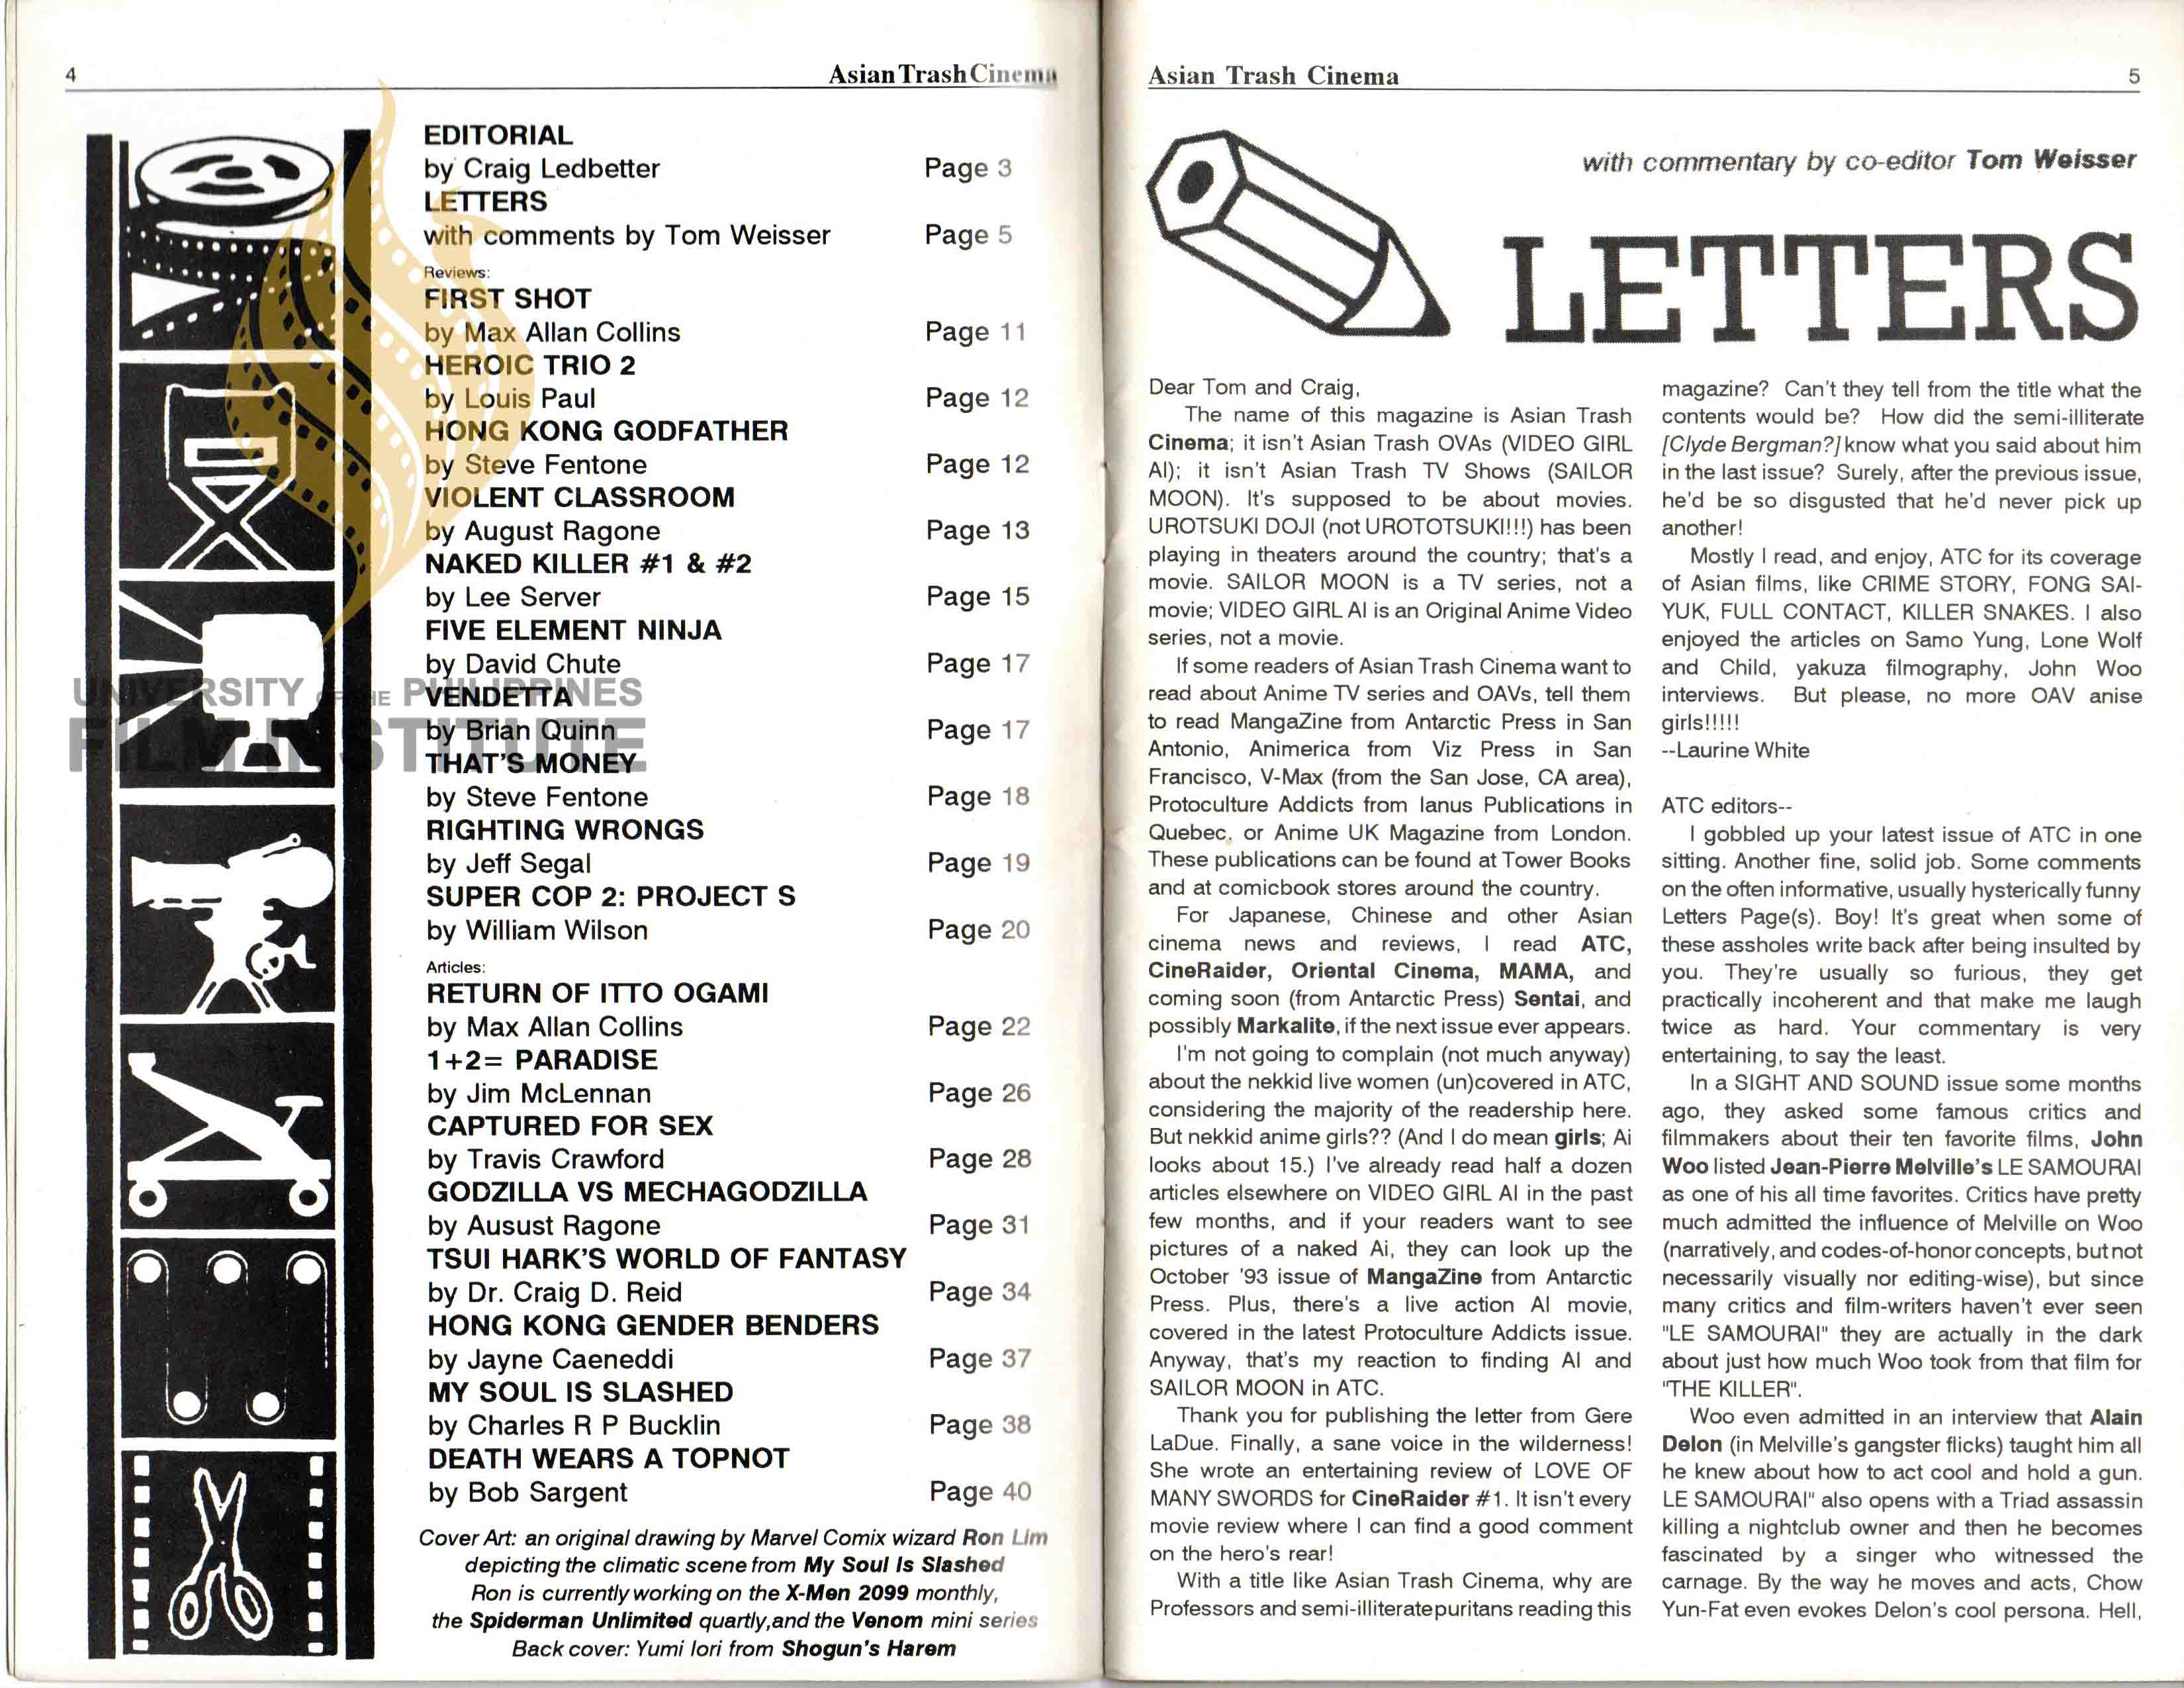 4
Asian Trash Cinema
EDITORIAL
by Craig Ledbetter Page 3
LETTERS
with comments by Tom Weisser Page 5
Reviews:
FIRST SHOT
by Max Allan Collins Page 11
HEROIC TRIO 2
by Louis Paul Page 12
HONG KONG GODFATHER
by Steve Fentone Page 12
VIOLENT CLASSROOM
by August Ragone Page 13
NAKED KILLER #1 & #2
by Lee Server Page 15
FIVE ELEMENT NINJA
by David Chute Page 17
VENDETTA
by Brian Quinn Page 17
THAT'S MONEY
by Steve Fentone Page 18
RIGHTING WRONGS
by Jeff Segal Page 19
SUPER COP 2: PROJECT S
by William Wilson Page 20
Articles:
RETURN OF ITTO OGAMI
by Max Allan Collins Page 22
1+2= PARADISE
by Jim McLennan Page 26
CAPTURED FOR SEX
by Travis Crawford Page 28
GODZILLA VS MECHAGODZILLA
by Ausust Ragone Page 31
TSUI HARK'S WORLD OF FANTASY
by Dr. Craig D. Reid Page 34
HONG KONG GENDER BENDERS
by Jayne Caeneddi Page 37
MY SOUL IS SLASHED
by Charles R P Bucklin Page 38
DEATH WEARS A TOPNOT
by Bob Sargent Page 40
Cover Art: an original drawing by Marvel Comix wizard Ron Lim
depicting the climatic scene from My Soul Is Slashed
Ron is currently working on the X-Men 2099 monthly,
the Spiderman Unlimited quartly,and the Venom mini series
Back cover: Yumi Iori from Shogun's Harem
UNIVERSITY OF THE PHILIPPINES
FILM INSTITUTE
Asian Trash Cinema
5
with commentary by co-editor Tom Weisser
LETTERS
Dear Tom and Craig,
The name of this magazine is Asian Trash
Cinema; it isn't Asian Trash OVAs (VIDEO GIRL
AI); it isn't Asian Trash TV Shows (SAILOR
MOON). It's supposed to be about movies.
UROTSUKI DOJI (not UROTOTSUKI!!!) has been
playing in theaters around the country; that's a
movie. SAILOR MOON is a TV series, not a
movie; VIDEO GIRL AI is an Original Anime Video
series, not a movie.
If some readers of Asian Trash Cinema want to
read about Anime TV series and OAVs, tell them
to read MangaZine from Antarctic Press in San
Antonio, Animerica from Viz Press in San
Francisco, V-Max (from the San Jose, CA area),
Protoculture Addicts from Ianus Publications in
Quebec, or Anime UK Magazine from London.
These publications can be found at Tower Books
and at comicbook stores around the country.
For Japanese, Chinese and other Asian
cinema news and reviews, I read ATC,
CineRaider, Oriental Cinema, MAMA, and
coming soon (from Antarctic Press) Sentai, and
possibly Markalite, if the next issue ever appears.
I'm not going to complain (not much anyway)
about the nekkid live women (un)covered in ATC,
considering the majority of the readership here.
But nekkid anime girls?? (And I do mean girls; Ai
looks about 15.) I've already read half a dozen
articles elsewhere on VIDEO GIRL AI in the past
few months, and if your readers want to see
pictures of a naked Ai, they can look up the
October '93 issue of MangaZine from Antarctic
Press. Plus, there's a live action AI movie,
covered in the latest Protoculture Addicts issue.
Anyway, that's my reaction to finding AI and
SAILOR MOON in ATC.
Thank you for publishing the letter from Gere
LaDue. Finally, a sane voice in the wilderness!
She wrote an entertaining review of LOVE OF
MANY SWORDS for CineRaider #1. It isn't every
movie review where I can find a good comment
on the hero's rear!
With a title like Asian Trash Cinema, why are
Professors and semi-illiterate puritans reading this
magazine? Can't they tell from the title what the
contents would be? How did the semi-illiterate
[Clyde Bergman?] know what you said about him
in the last issue? Surely, after the previous issue,
he'd be so disgusted that he'd never pick up
another!
Mostly I read, and enjoy, ATC for its coverage
of Asian films, like CRIME STORY, FONG SAI-
YUK, FULL CONTACT, KILLER SNAKES. I also
enjoyed the articles on Samo Yung, Lone Wolf
and Child, yakuza filmography, John Woo
interviews. But please, no more OAV anise
girls!!!!!
--Laurine White
ATC editors--
I gobbled up your latest issue of ATC in one
sitting. Another fine, solid job. Some comments
on the often informative, usually hysterically funny
Letters Page(s). Boy! It's great when some of
these assholes write back after being insulted by
you. They're usually so furious, they get
practically incoherent and that make me laugh
twice as hard. Your commentary is very
entertaining, to say the least.
In a SIGHT AND SOUND issue some months
ago, they asked some famous critics and
filmmakers about their ten favorite films, John
Woo listed Jean-Pierre Melville's LE SAMOURAI
as one of his all time favorites. Critics have pretty
much admitted the influence of Melville on Woo
(narratively, and codes-of-honor concepts, but not
necessarily visually nor editing-wise), but since
many critics and film-writers haven't ever seen
"LE SAMOURAI" they are actually in the dark
about just how much Woo took from that film for
"THE KILLER".
Woo even admitted in an interview that Alain
Delon (in Melville's gangster flicks) taught him all
he knew about how to act cool and hold a gun.
LE SAMOURAI" also opens with a Triad assassin
killing a nightclub owner and then he becomes
fascinated by a singer who witnessed the
carnage. By the way he moves and acts, Chow
Yun-Fat even evokes Delon's cool persona. Hell,